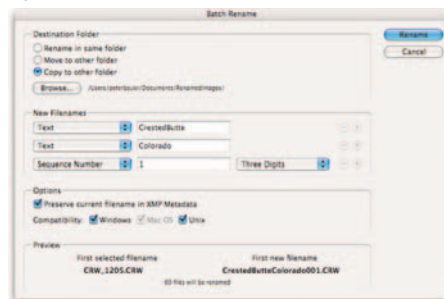 Batch Rename
Destination Folder
Rename in same folder
Move to other folder
Copy to other folder
Browse... /Users/peterbauer/Documents/RenamedImages/
Rename
Cancel
New Filenames
Text CrestedButte
Text Colorado
Sequence Number 1 Three Digits
Options
Preserve current filename in XMP Metadata
Compatibility: Windows Mac OS Unix
Preview
First selected filename First new filename
CRW_1205.CRW CrestedButteColorado001.CRW
60 files will be renamed